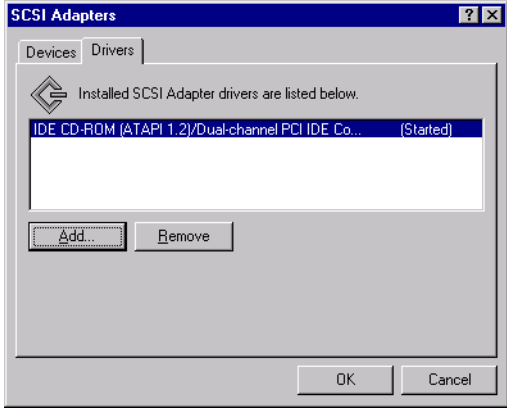 SCSI Adapters
Devices Drivers
Installed SCSI Adapter drivers are listed below.
IDE CD-ROM (ATAPI 1.2)/Dual-channel PCI IDE Co... (Started)
Add... Remove
OK Cancel